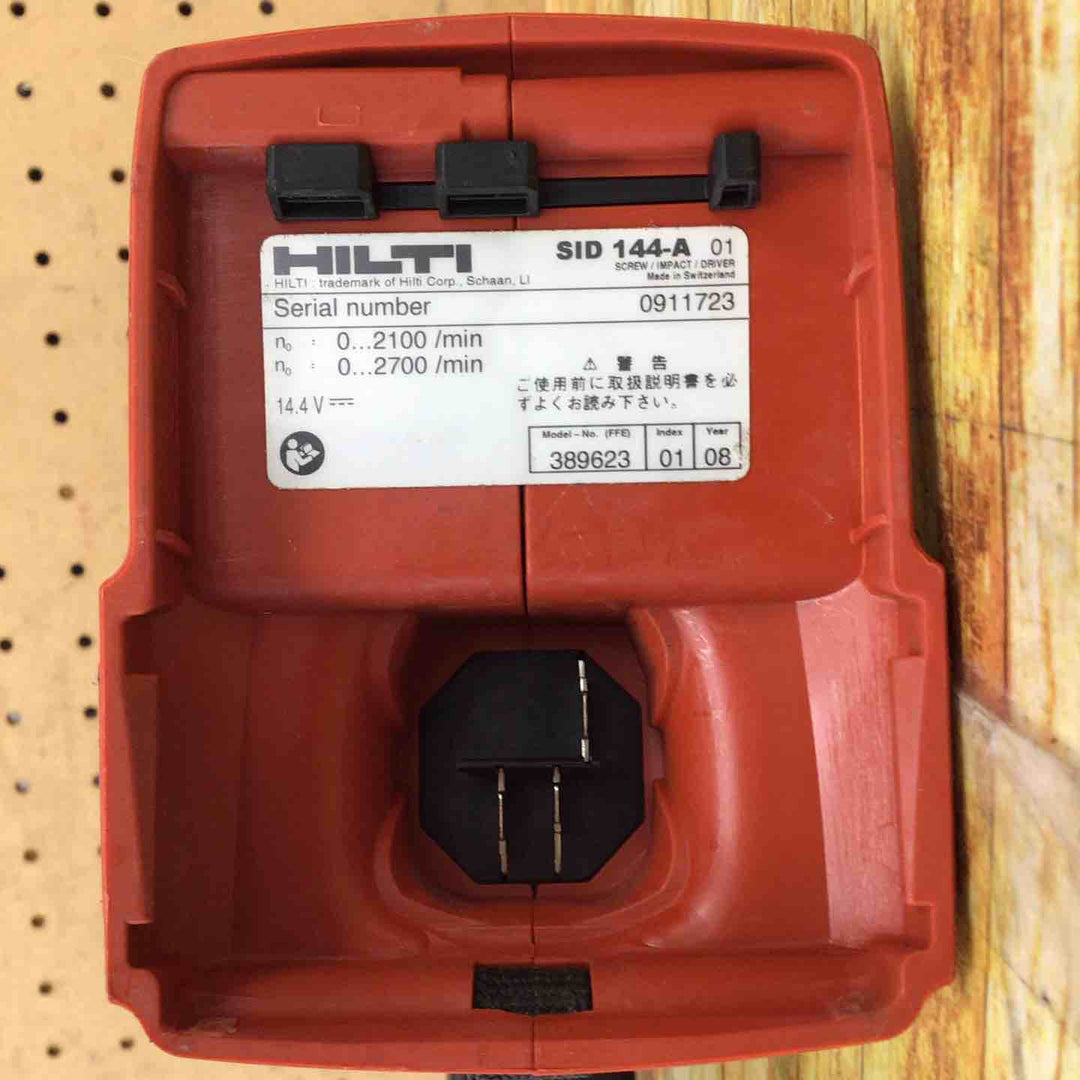 HILTI
SID 144-A 01
SCREW / IMPACT / DRIVER
Made in Switzerland
HILTI : trademark of Hilti Corp., Schaan, LI
Serial number 0911723
n₀ : 0...2100 /min
n₀ : 0...2700 /min
14.4 V
⚠ 警告
ご使用前に取扱説明書を必
ずよくお読み下さい。
Model - No. (FFE) Index Year
389623 01 08